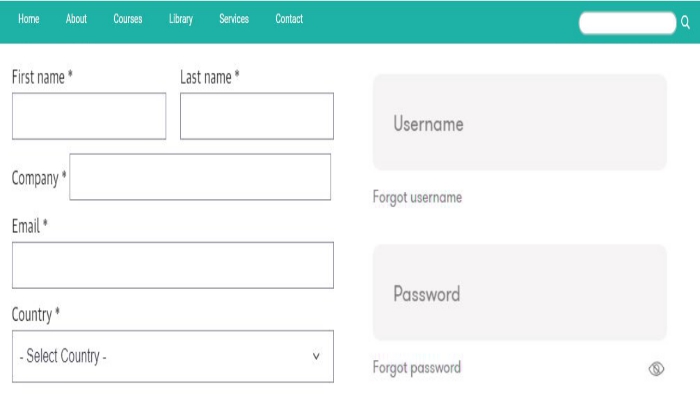 Home About Courses Library Services Contact
First name * Last name *
Company *
Email *
Country *
- Select Country -
Username
Forgot username
Password
Forgot password